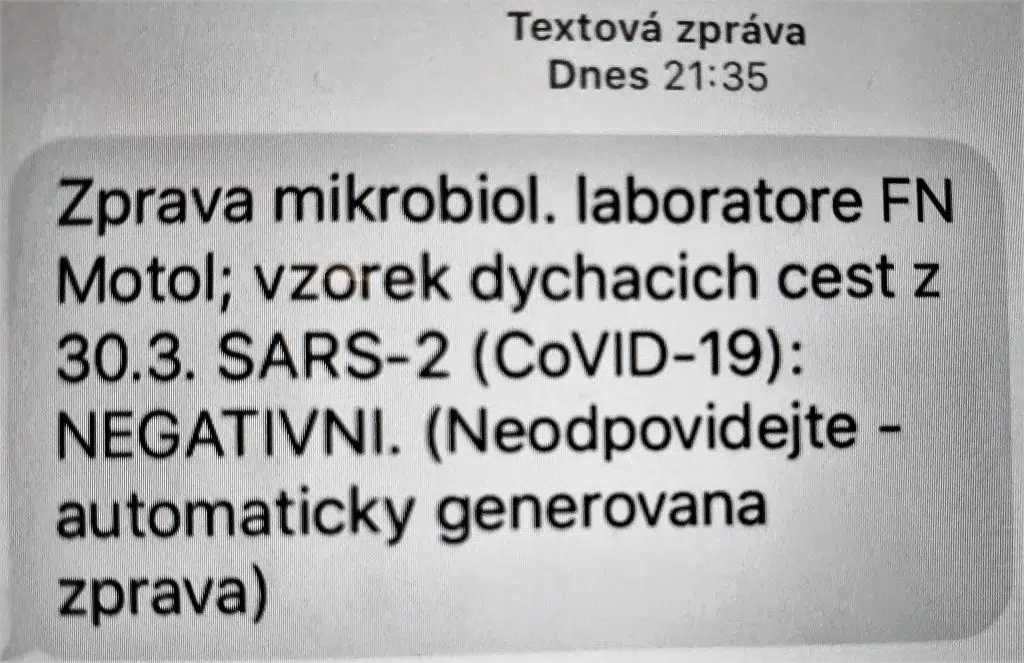 Textová zpráva
Dnes 21:35
Zprava mikrobiol. laboratore FN
Motol; vzorek dychacich cest z
30.3. SARS-2 (CoVID-19):
NEGATIVNI. (Neodpovidejte -
automaticky generovana
zprava)